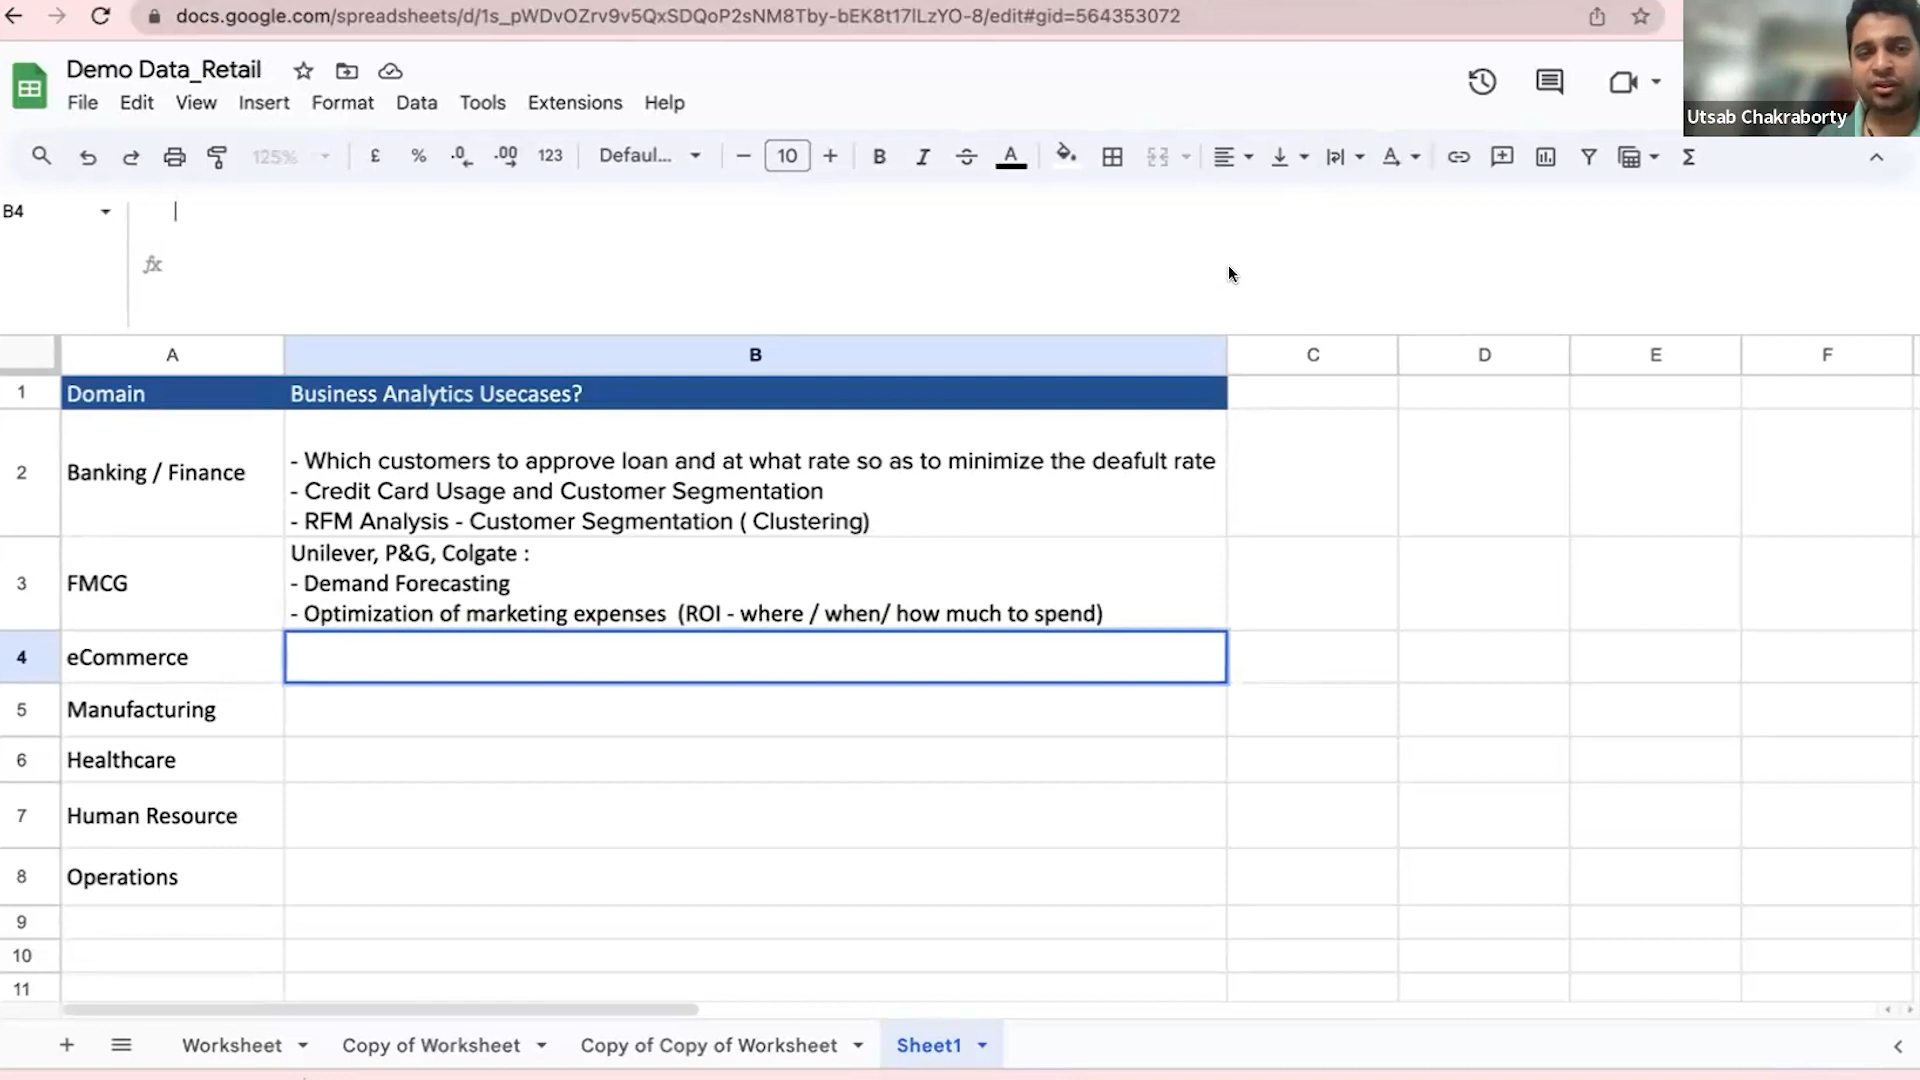 docs.google.com/spreadsheets/d/1s_pWDvOZrv9v5QxSDQoP2sNM8Tby-bEK8t17lLzYO-8/edit#gid=564353072
Demo Data_Retail
File Edit View Insert Format Data Tools Extensions Help
Utsab Chakraborty
125% £ % .0 .00 123 Defaul... 10 B I A
B4
fx
A B C D E F
1 Domain Business Analytics Usecases?
2 Banking / Finance
- Which customers to approve loan and at what rate so as to minimize the deafult rate
- Credit Card Usage and Customer Segmentation
- RFM Analysis - Customer Segmentation ( Clustering)
3 FMCG
Unilever, P&G, Colgate :
- Demand Forecasting
- Optimization of marketing expenses (ROI - where / when/ how much to spend)
4 eCommerce
5 Manufacturing
6 Healthcare
7 Human Resource
8 Operations
9
10
11
Worksheet Copy of Worksheet Copy of Copy of Worksheet Sheet1